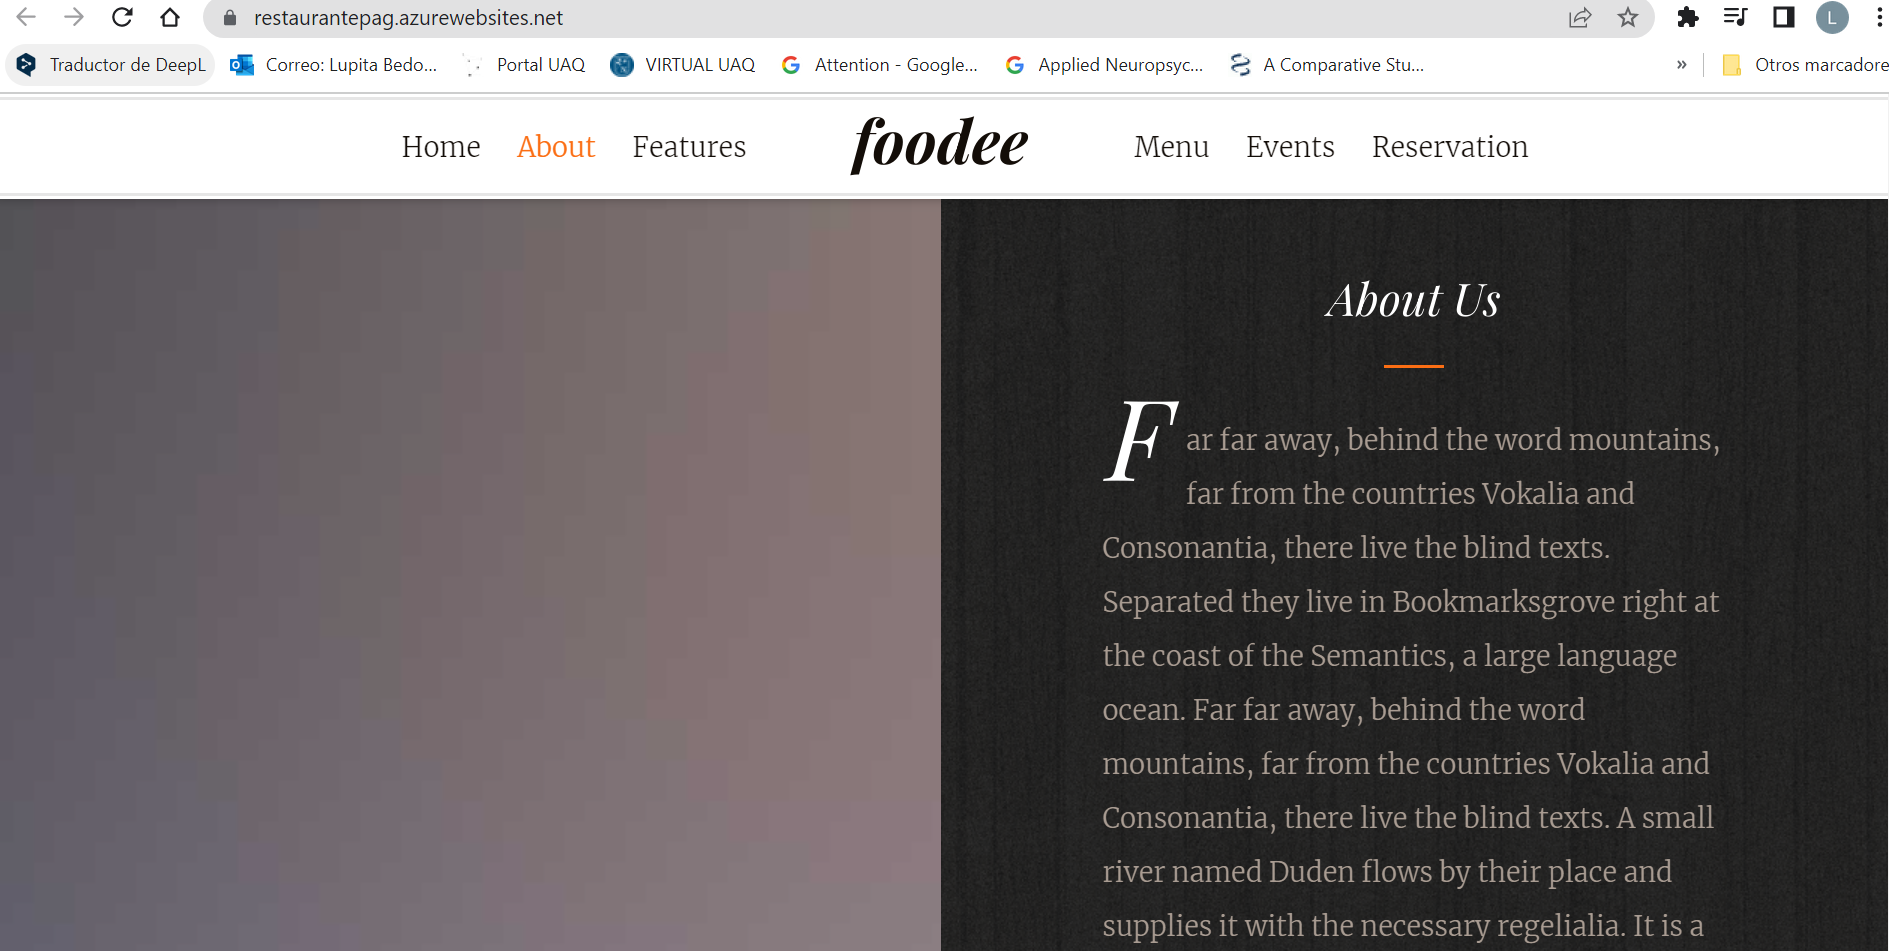 restaurantepag.azurewebsites.net
L
Traductor de DeepL
Correo: Lupita Bedo...
Portal UAQ
VIRTUAL UAQ
Attention - Google...
Applied Neuropsyc...
A Comparative Stu...
»
Otros marcadore
Home About Features foodee Menu Events Reservation
About Us
Far far away, behind the word mountains,
far from the countries Vokalia and
Consonantia, there live the blind texts.
Separated they live in Bookmarksgrove right at
the coast of the Semantics, a large language
ocean. Far far away, behind the word
mountains, far from the countries Vokalia and
Consonantia, there live the blind texts. A small
river named Duden flows by their place and
supplies it with the necessary regelialia. It is a